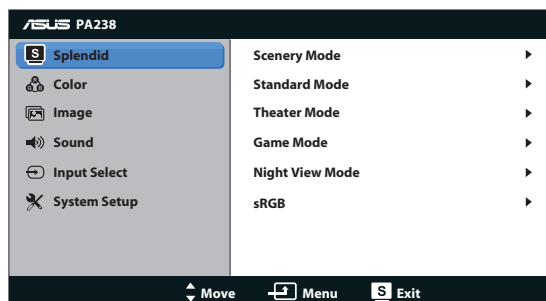 ASUS PA238
S Splendid
Color
Image
Sound
Input Select
System Setup
Scenery Mode
Standard Mode
Theater Mode
Game Mode
Night View Mode
sRGB
Move Menu S Exit